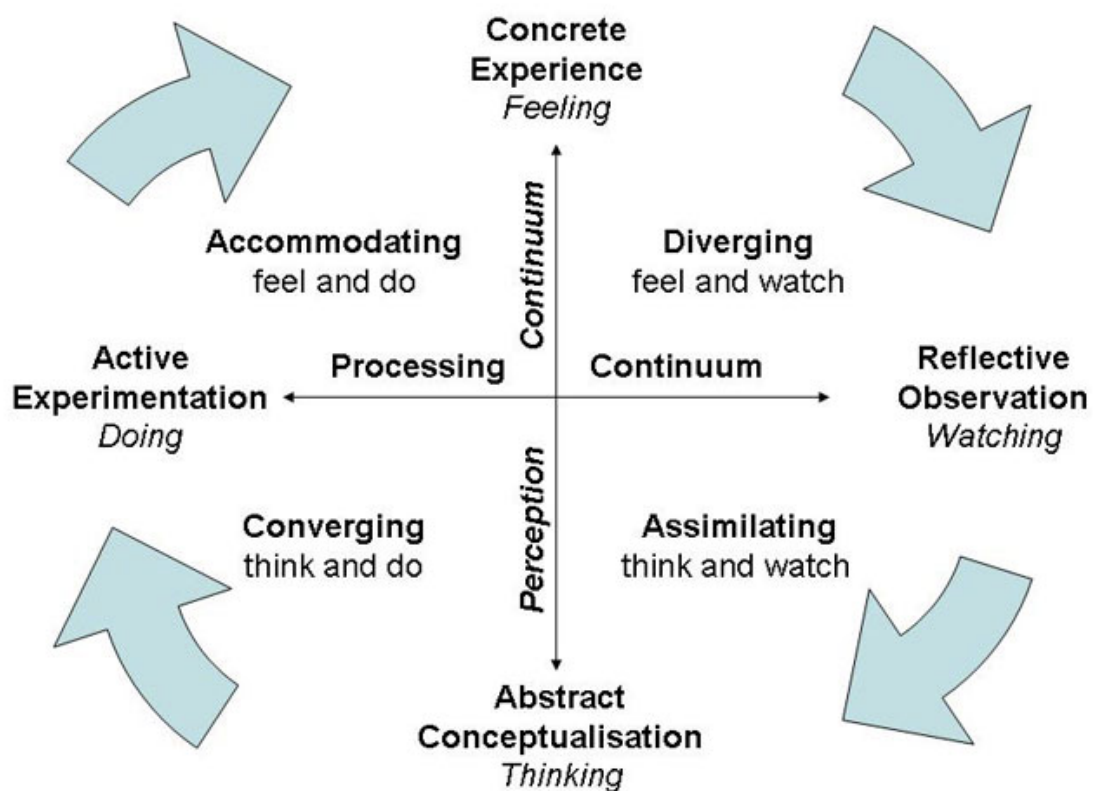 Concrete
Experience
Feeling
Accommodating
feel and do
Continuum
Diverging
feel and watch
Active
Experimentation
Doing
Processing
Continuum
Reflective
Observation
Watching
Converging
think and do
Perception
Assimilating
think and watch
Abstract
Conceptualisation
Thinking